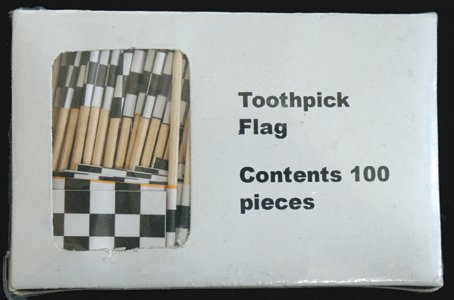 Toothpick
Flag
Contents 100
pieces